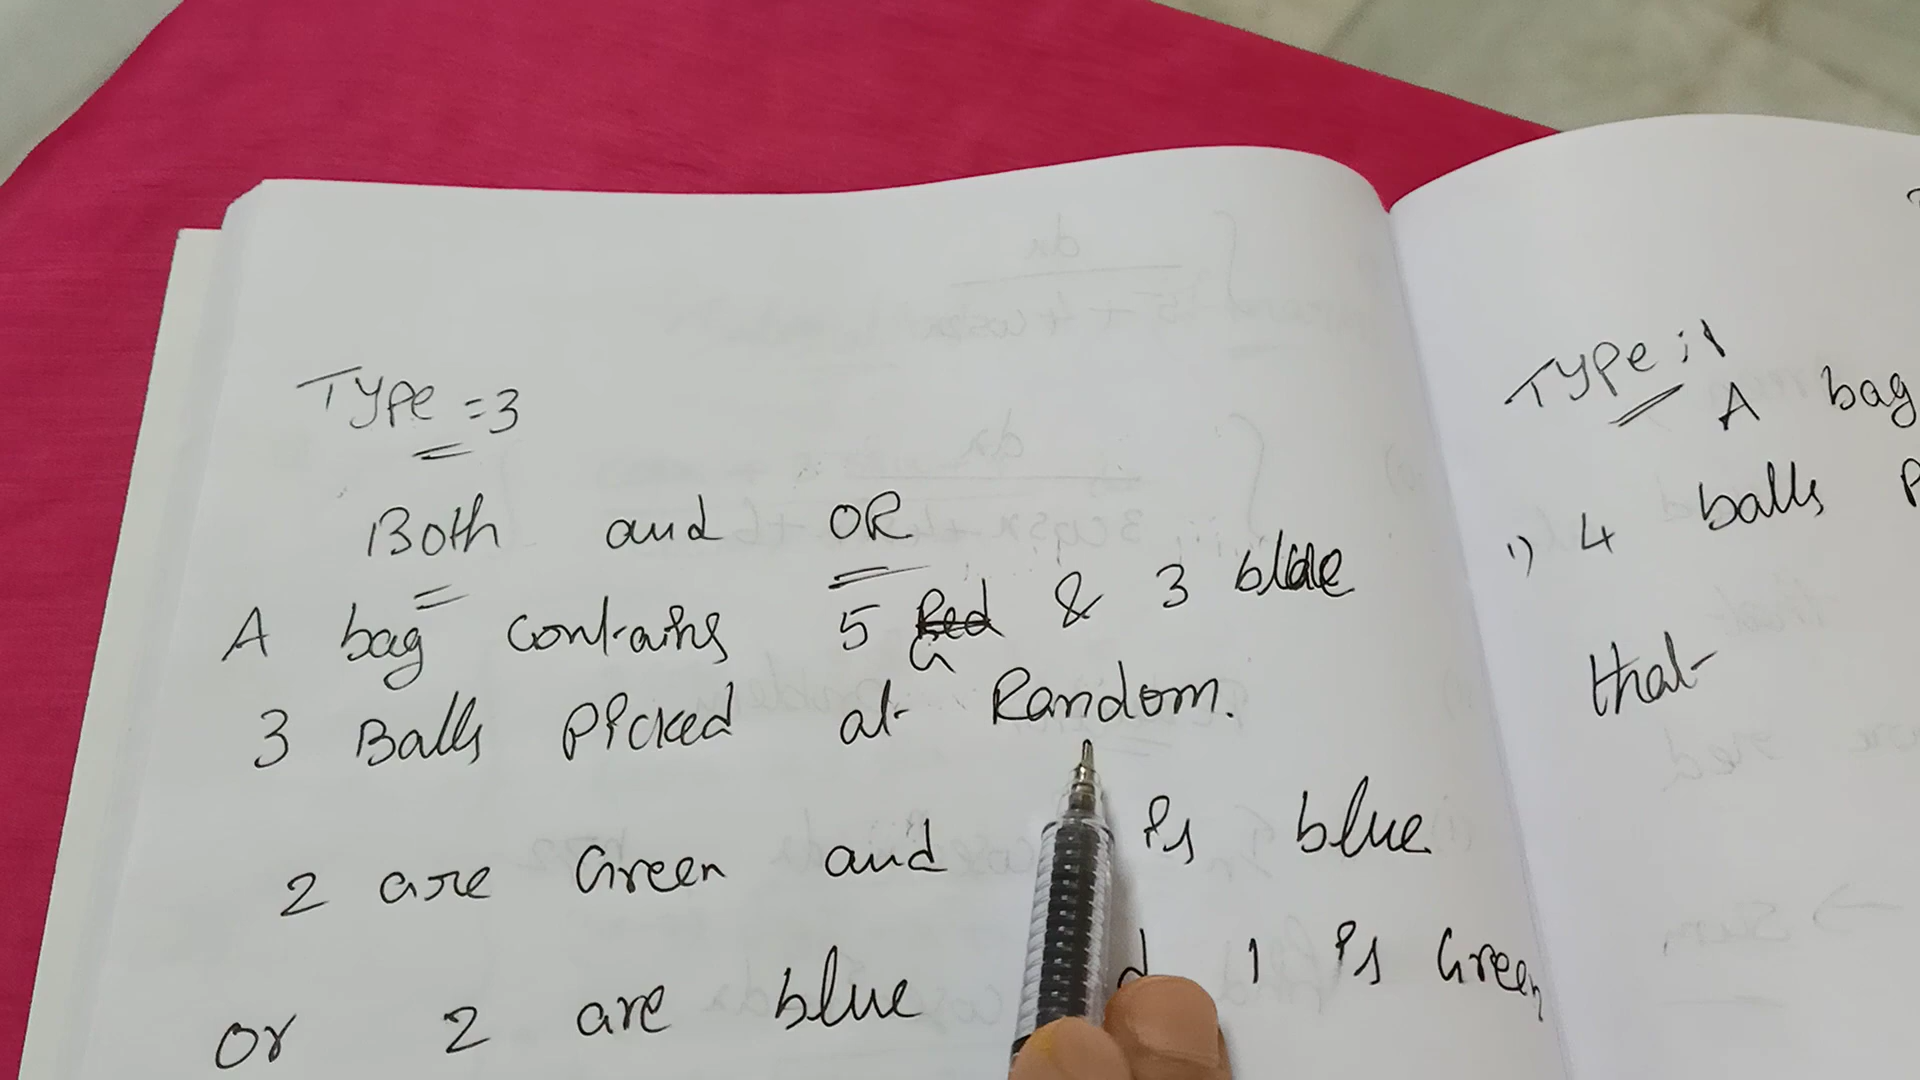 Type = 3
Both and OR
A bag contains 5 G & 3 blue
3 Balls Picked at Random.
2 are Green and is blue
or 2 are blue 1 is Green
Type : 1
A bag
1) 4 balls P
that